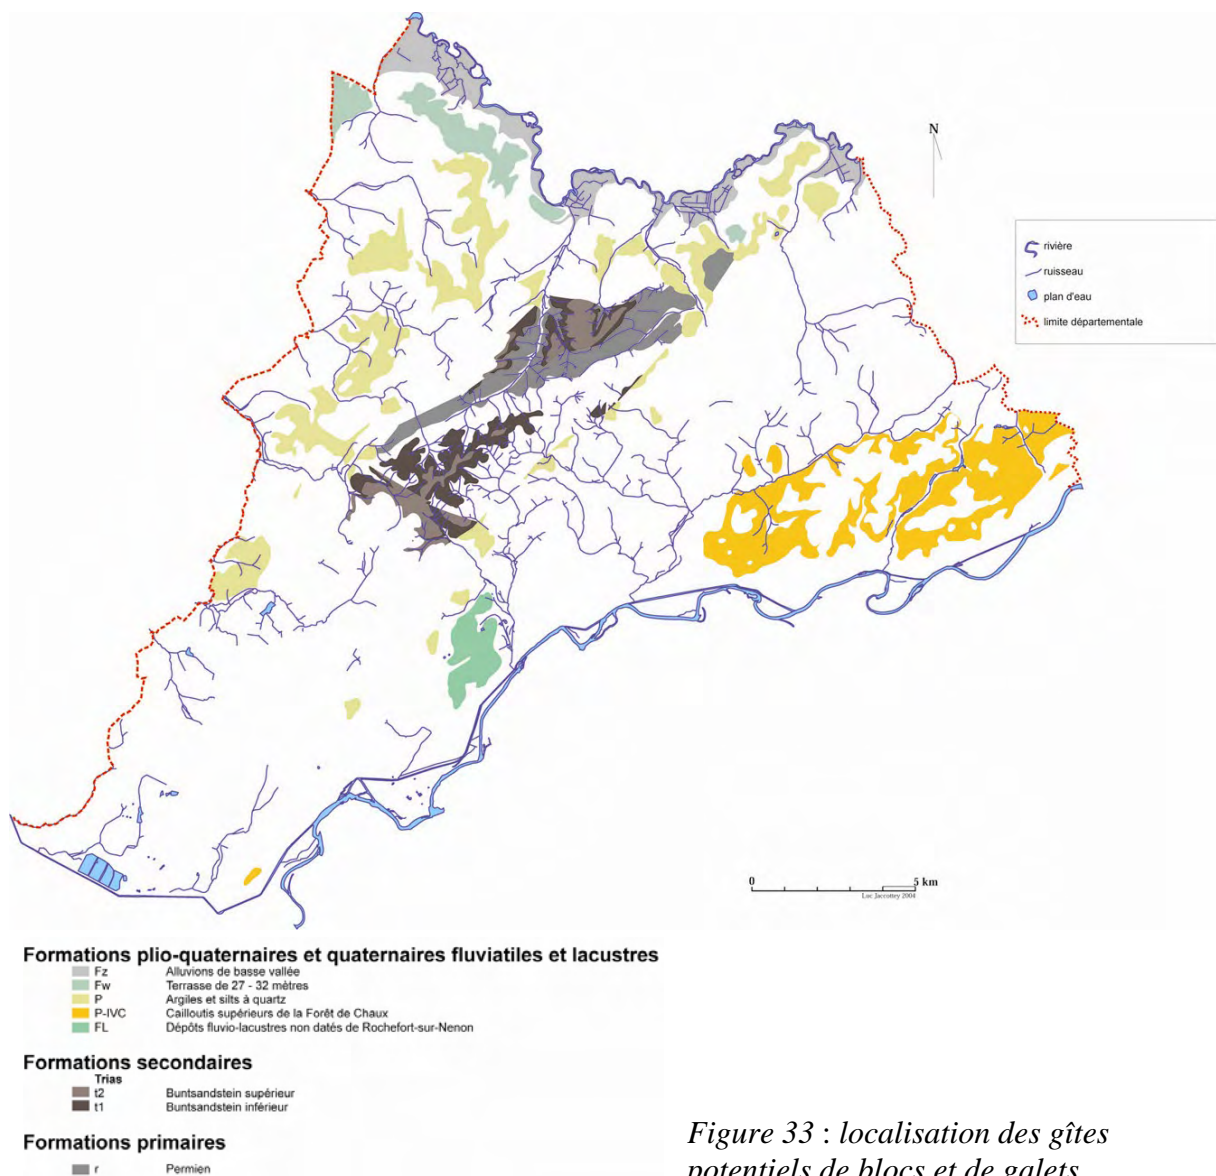 N
rivière
ruisseau
plan d'eau
limite départementale
0 5 km
Luc Jaccottey 2004
Formations plio-quaternaires et quaternaires fluviatiles et lacustres
Fz Alluvions de basse vallée
Fw Terrasse de 27 - 32 mètres
P Argiles et silts à quartz
P-IVC Cailloutis supérieurs de la Forêt de Chaux
FL Dépôts fluvio-lacustres non datés de Rochefort-sur-Nenon
Formations secondaires
Trias
t2 Buntsandstein supérieur
t1 Buntsandstein inférieur
Formations primaires
r Permien
Figure 33 : localisation des gîtes
potentiels de blocs et de galets